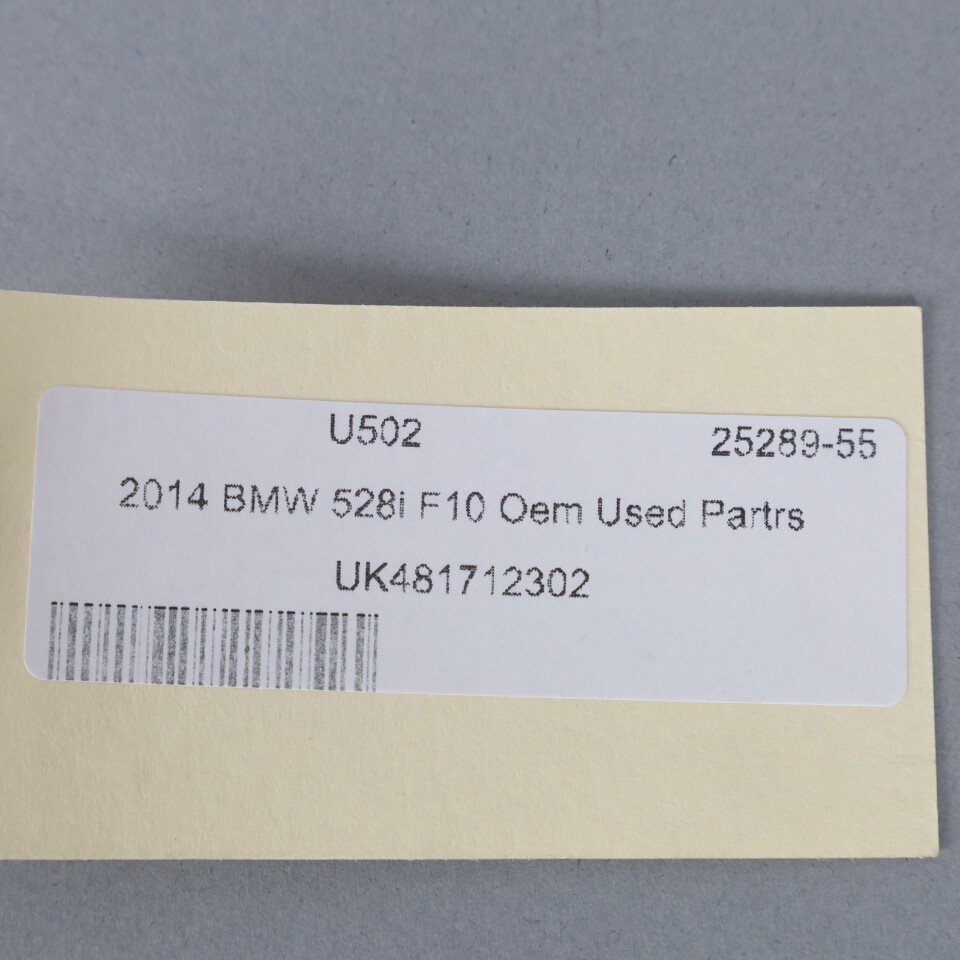 U502 25289-55
2014 BMW 528i F10 Oem Used Partrs
UK481712302